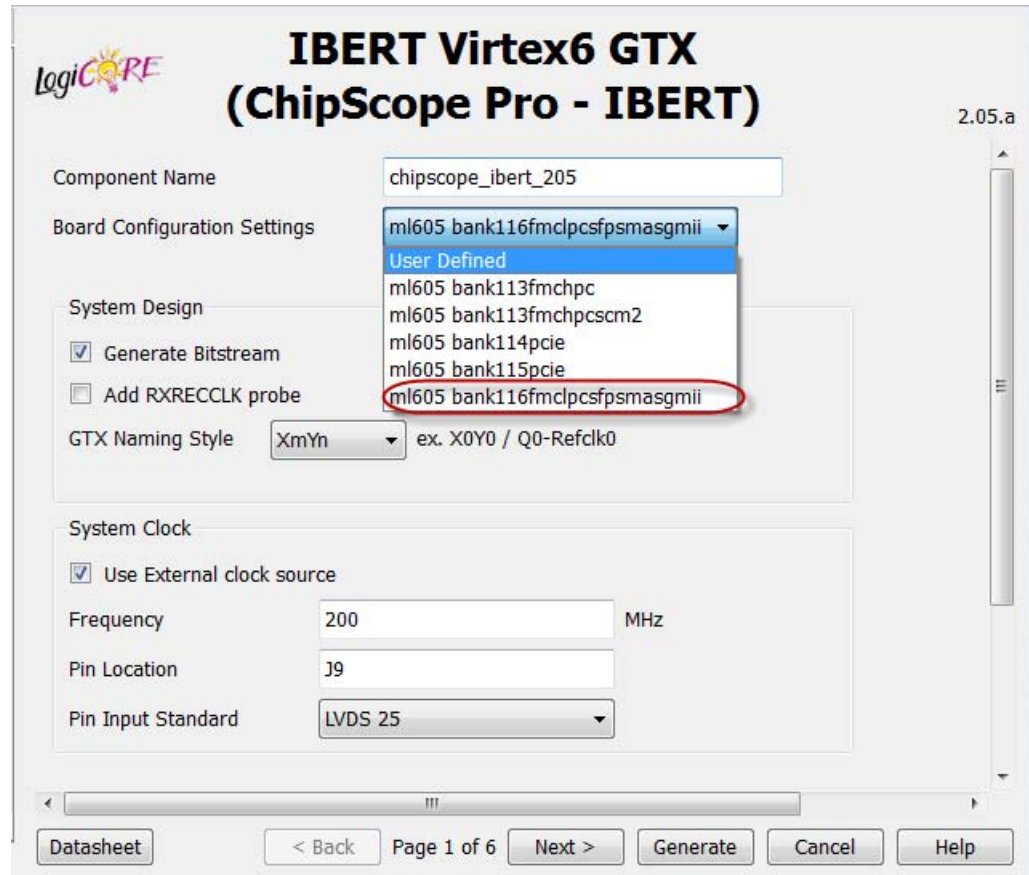 LogiCORE
IBERT Virtex6 GTX
(ChipScope Pro - IBERT)
2.05.a
Component Name
chipscope_ibert_205
Board Configuration Settings
ml605 bank116fmclpcsfpsmasgmii
User Defined
ml605 bank113fmchpc
ml605 bank113fmchpcscm2
ml605 bank114pcie
ml605 bank115pcie
ml605 bank116fmclpcsfpsmasgmii
System Design
Generate Bitstream
Add RXRECCLK probe
GTX Naming Style XmYn ex. X0Y0 / Q0-Refclk0
System Clock
Use External clock source
Frequency 200 MHz
Pin Location J9
Pin Input Standard LVDS 25
Datasheet < Back Page 1 of 6 Next > Generate Cancel Help